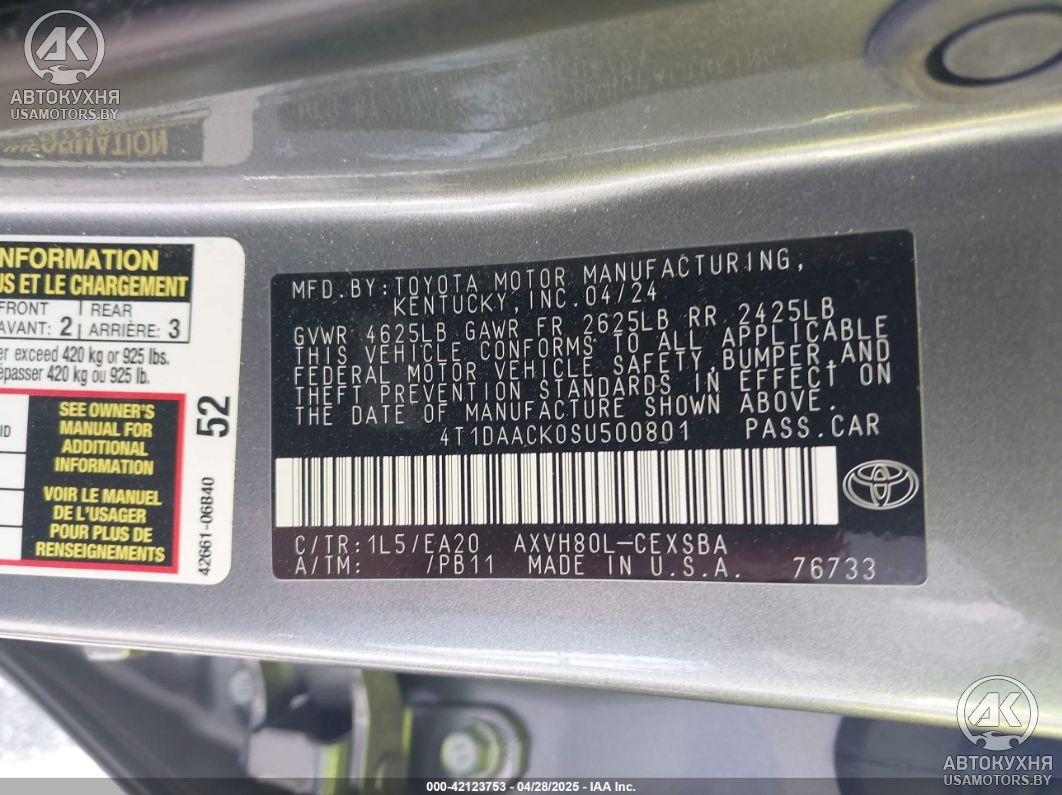 AK
АВТОКУХНЯ
USAMOTORS.BY
NFORMATION
US ET LE CHARGEMENT
FRONT
AVANT: 2
REAR
ARRIÈRE: 3
er exceed 420 kg or 925 lbs.
épasser 420 kg ou 925 lb.
SEE OWNER'S
MANUAL FOR
ADDITIONAL
INFORMATION
VOIR LE MANUEL
DE L'USAGER
POUR PLUS DE
RENSEIGNEMENTS
52
42661-06B40
MFD.BY:TOYOTA MOTOR MANUFACTURING,
KENTUCKY,INC.04/24
GVWR 4625LB GAWR FR 2625LB RR 2425LB
THIS VEHICLE CONFORMS TO ALL APPLICABLE
FEDERAL MOTOR VEHICLE SAFETY,BUMPER,AND
THEFT PREVENTION STANDARDS IN EFFECT ON
THE DATE OF MANUFACTURE SHOWN ABOVE.
4T1DAACK0SU500801 PASS.CAR
C/TR:1L5/EA20 AXVH80L-CEXSBA
A/TM: /PB11 MADE IN U.S.A. 76733
AK
АВТОКУХНЯ
USAMOTORS.BY
000-42123753 - 04/28/2025 - IAA Inc.